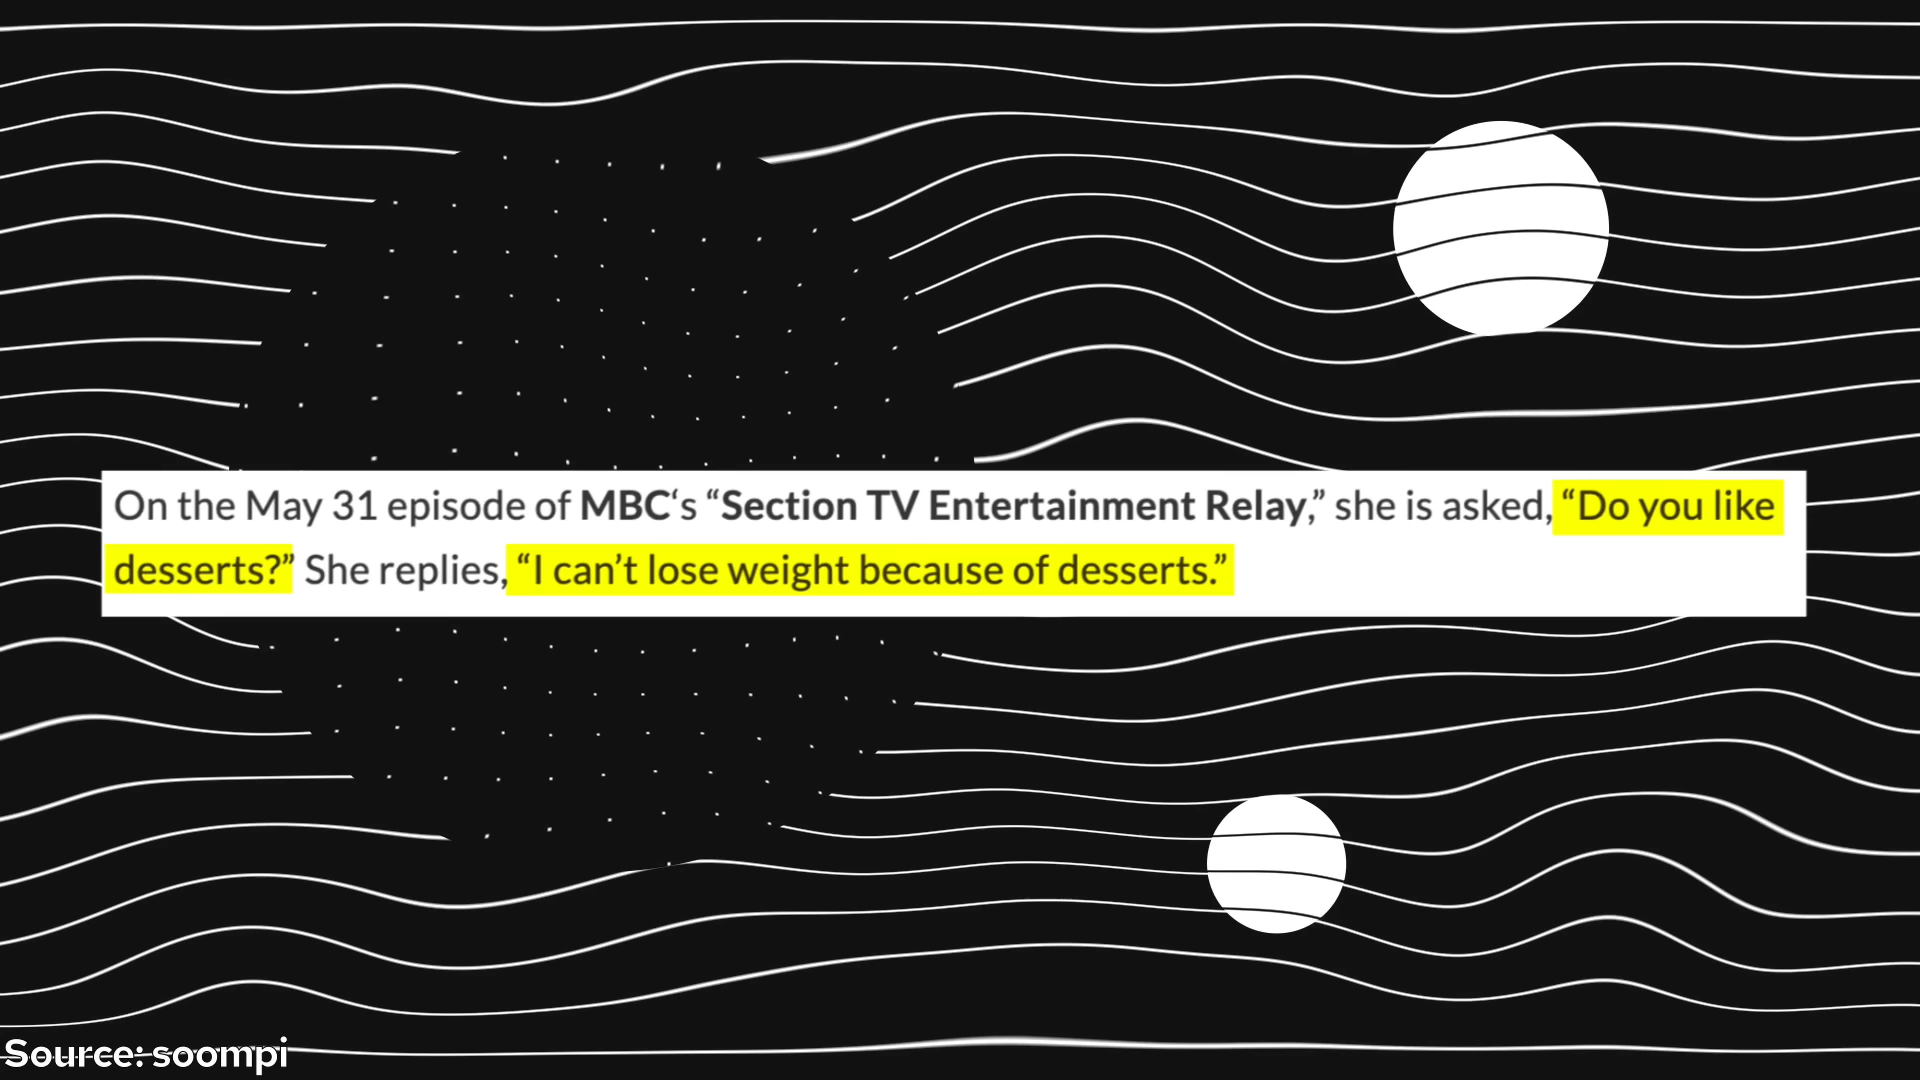 On the May 31 episode of MBC‘s “Section TV Entertainment Relay,” she is asked, “Do you like
desserts?” She replies, “I can’t lose weight because of desserts.”
Source: soompi